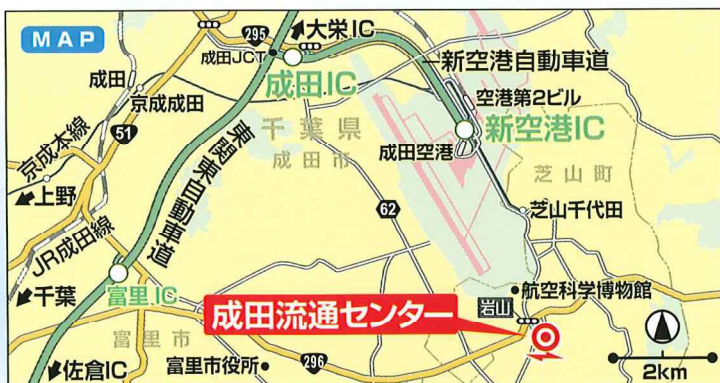 MAP
295
大栄IC
成田JCT
成田IC
新空港自動車道
成田
京成成田
空港第2ビル
新空港IC
千葉県
成田市
成田空港
51
京成本線
上野
東関東自動車道
芝山町
62
芝山千代田
JR成田線
千葉
富里IC
航空科学博物館
岩山
成田流通センター
富里市
佐倉IC
富里市役所
296
2km